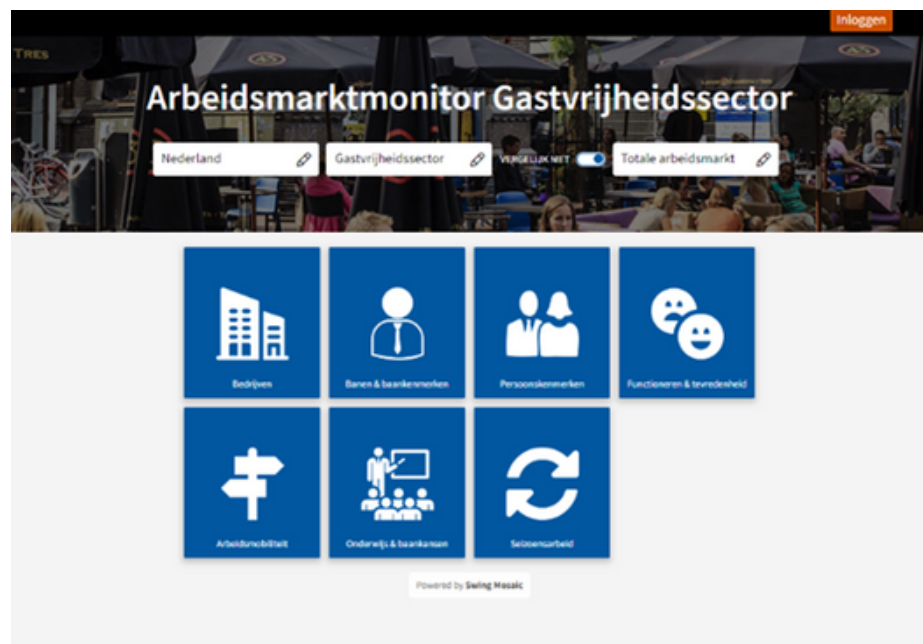 Inloggen
TRES
Arbeidsmarktmonitor Gastvrijheidssector
Nederland
Gastvrijheidssector
VERGELIJK MET
Totale arbeidsmarkt
Bedrijven
Banen & baankenmerken
Persoonskenmerken
Functioneren & tevredenheid
Arbeidsmobiliteit
Onderwijs & baankansen
Seizoensarbeid
Powered by Swing Mosaic